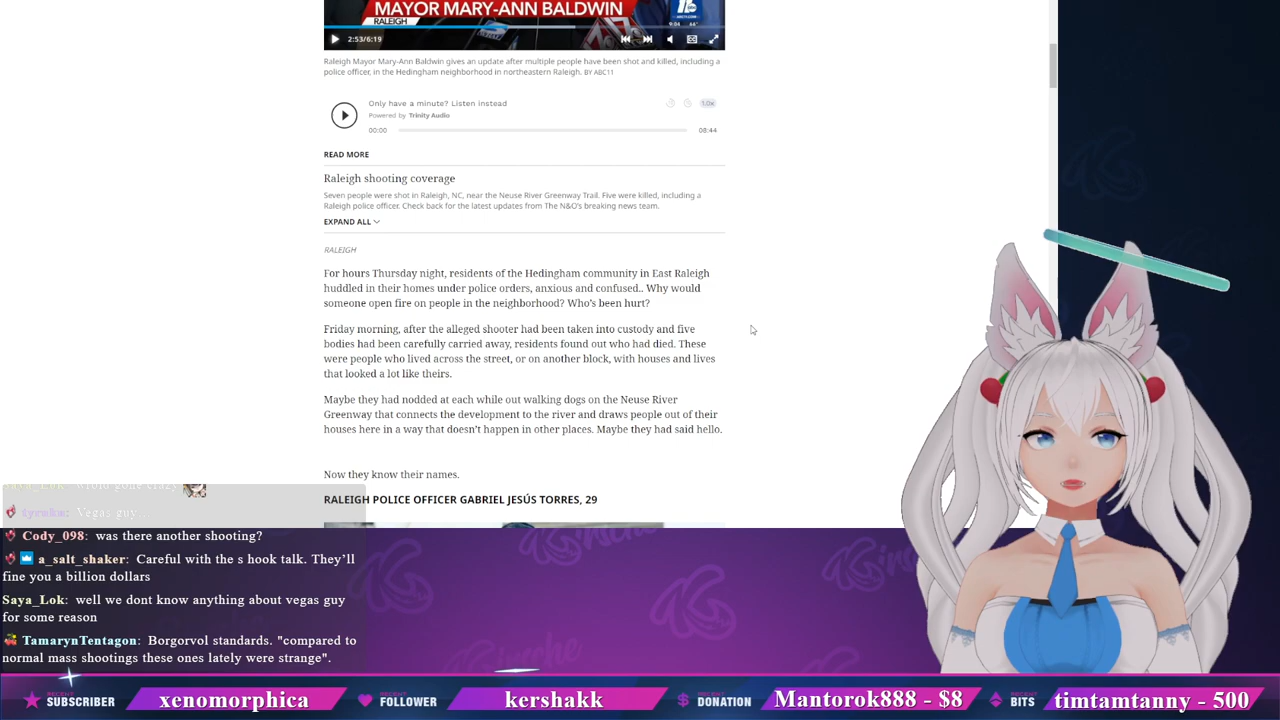 MAYOR MARY-ANN BALDWIN
RALEIGH
2:53/6:19
Raleigh Mayor Mary-Ann Baldwin gives an update after multiple people have been shot and killed, including a
police officer, in the Hedingham neighborhood in northeastern Raleigh. BY ABC11
Only have a minute? Listen instead
1.0x
Powered by Trinity Audio
00:00
08:44
READ MORE
Raleigh shooting coverage
Seven people were shot in Raleigh, NC, near the Neuse River Greenway Trail. Five were killed, including a
Raleigh police officer. Check back for the latest updates from The N&O's breaking news team.
EXPAND ALL
RALEIGH
For hours Thursday night, residents of the Hedingham community in East Raleigh
huddled in their homes under police orders, anxious and confused.. Why would
someone open fire on people in the neighborhood? Who's been hurt?
Friday morning, after the alleged shooter had been taken into custody and five
bodies had been carefully carried away, residents found out who had died. These
were people who lived across the street, or on another block, with houses and lives
that looked a lot like theirs.
Maybe they had nodded at each while out walking dogs on the Neuse River
Greenway that connects the development to the river and draws people out of their
houses here in a way that doesn't happen in other places. Maybe they had said hello.
Now they know their names.
RALEIGH POLICE OFFICER GABRIEL JESÚS TORRES, 29
Vegas guy...
Cody_098: was there another shooting?
a_salt_shaker: Careful with the s hook talk. They'll
fine you a billion dollars
Saya_Lok: well we dont know anything about vegas guy
for some reason
TamarynTentagon: Borgorvol standards. "compared to
normal mass shootings these ones lately were strange".
RECENT SUBSCRIBER xenomorphica
RECENT FOLLOWER kershakk
RECENT DONATION Mantorok888 - $8
RECENT BITS timtamtanny - 500